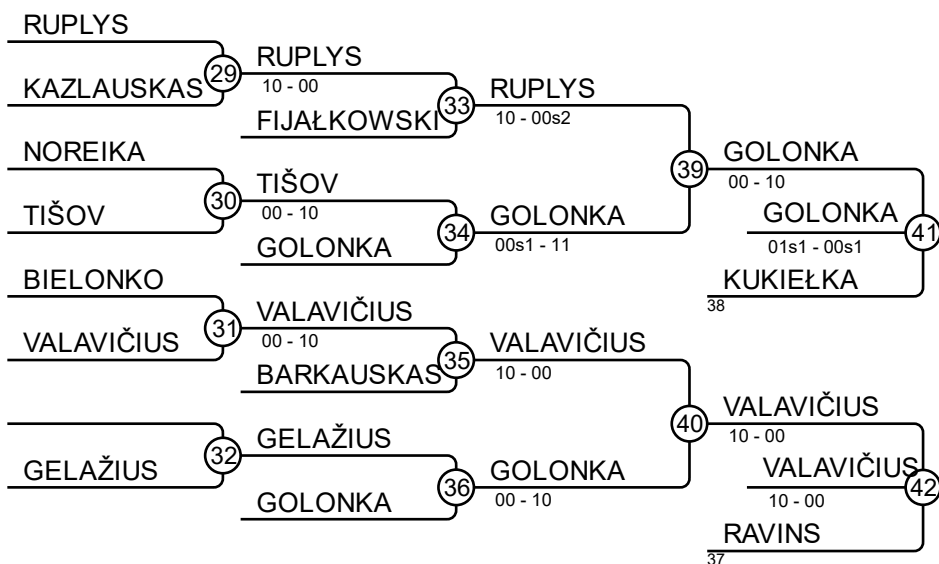 RUPLYS
KAZLAUSKAS
29
RUPLYS
10 - 00
FIJAŁKOWSKI
33
RUPLYS
10 - 00s2
NOREIKA
TIŠOV
30
TIŠOV
00 - 10
GOLONKA
34
GOLONKA
00s1 - 11
39
GOLONKA
00 - 10
GOLONKA
01s1 - 00s1
41
KUKIEŁKA
38
BIELONKO
VALAVIČIUS
31
VALAVIČIUS
00 - 10
BARKAUSKAS
35
VALAVIČIUS
10 - 00
GELAŽIUS
32
GELAŽIUS
GOLONKA
36
GOLONKA
00 - 10
40
VALAVIČIUS
10 - 00
VALAVIČIUS
10 - 00
42
RAVINS
37